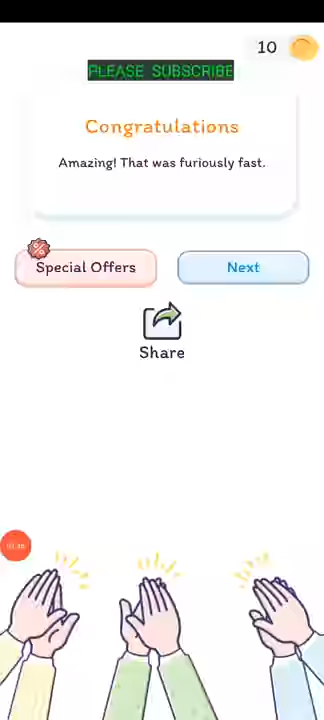 10
PLEASE SUBSCRIBE
Congratulations
Amazing! That was furiously fast.
%
Special Offers
Next
Share